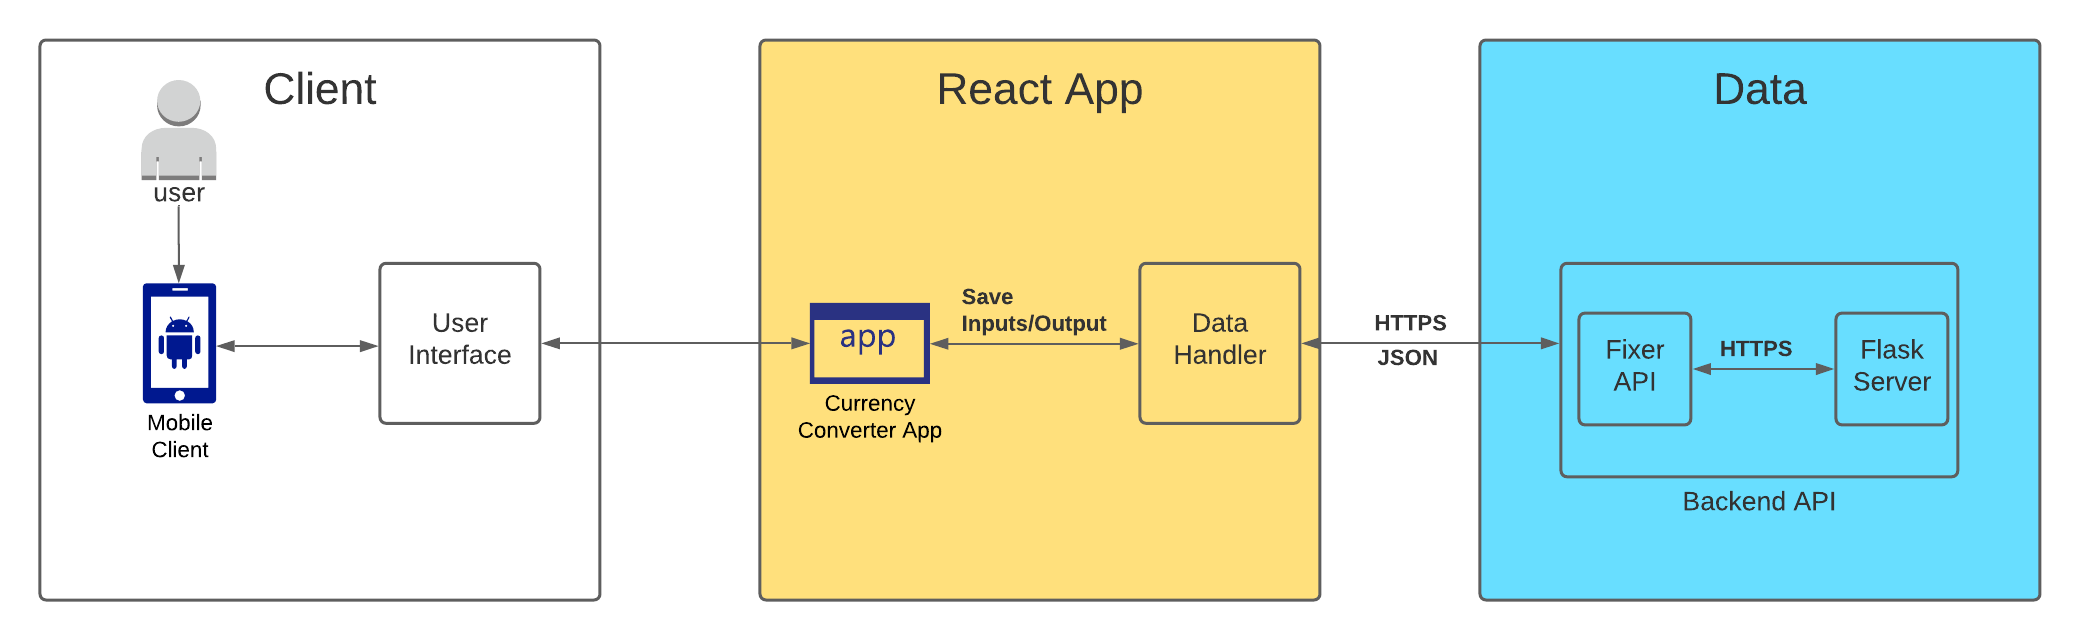 Client
user
Mobile
Client
User
Interface
React App
app
Currency
Converter App
Save
Inputs/Output
Data
Handler
HTTPS
JSON
Data
Fixer
API
HTTPS
Flask
Server
Backend API